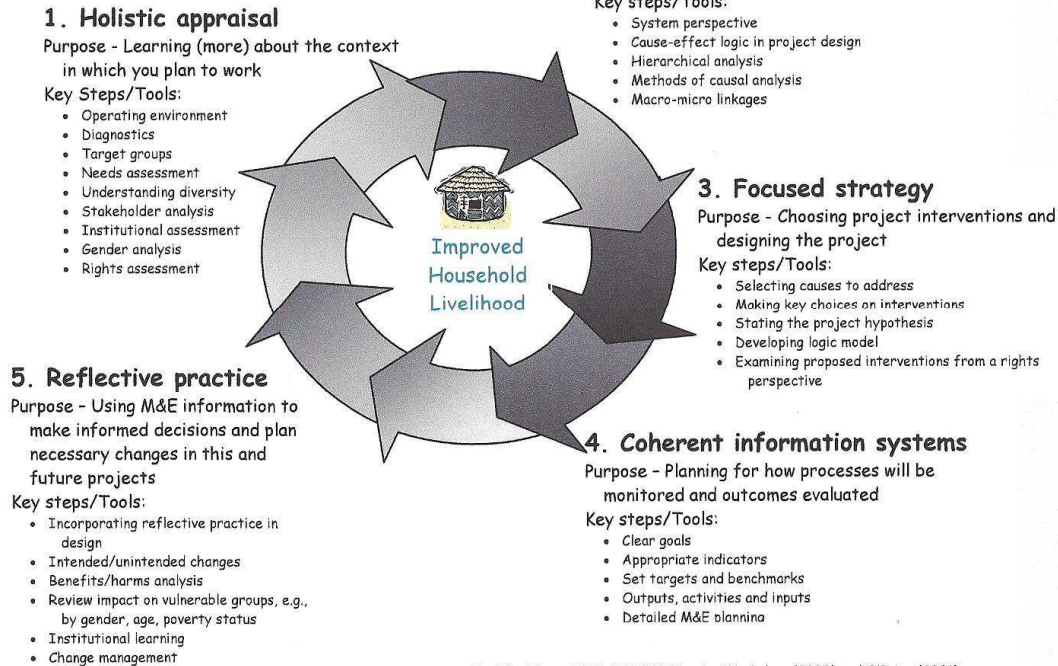 1. Holistic appraisal
Purpose - Learning (more) about the context
in which you plan to work
Key Steps/Tools:
• Operating environment
• Diagnostics
• Target groups
• Needs assessment
• Understanding diversity
• Stakeholder analysis
• Institutional assessment
• Gender analysis
• Rights assessment
Key steps/Tools:
• System perspective
• Cause-effect logic in project design
• Hierarchical analysis
• Methods of causal analysis
• Macro-micro linkages
Improved
Household
Livelihood
3. Focused strategy
Purpose - Choosing project interventions and
designing the project
Key steps/Tools:
• Selecting causes to address
• Making key choices on interventions
• Stating the project hypothesis
• Developing logic model
• Examining proposed interventions from a rights
perspective
4. Coherent information systems
Purpose - Planning for how processes will be
monitored and outcomes evaluated
Key steps/Tools:
• Clear goals
• Appropriate indicators
• Set targets and benchmarks
• Outputs, activities and inputs
• Detailed M&E planning
5. Reflective practice
Purpose - Using M&E information to
make informed decisions and plan
necessary changes in this and
future projects
Key steps/Tools:
• Incorporating reflective practice in
design
• Intended/unintended changes
• Benefits/harms analysis
• Review impact on vulnerable groups, e.g.,
by gender, age, poverty status
• Institutional learning
• Change management